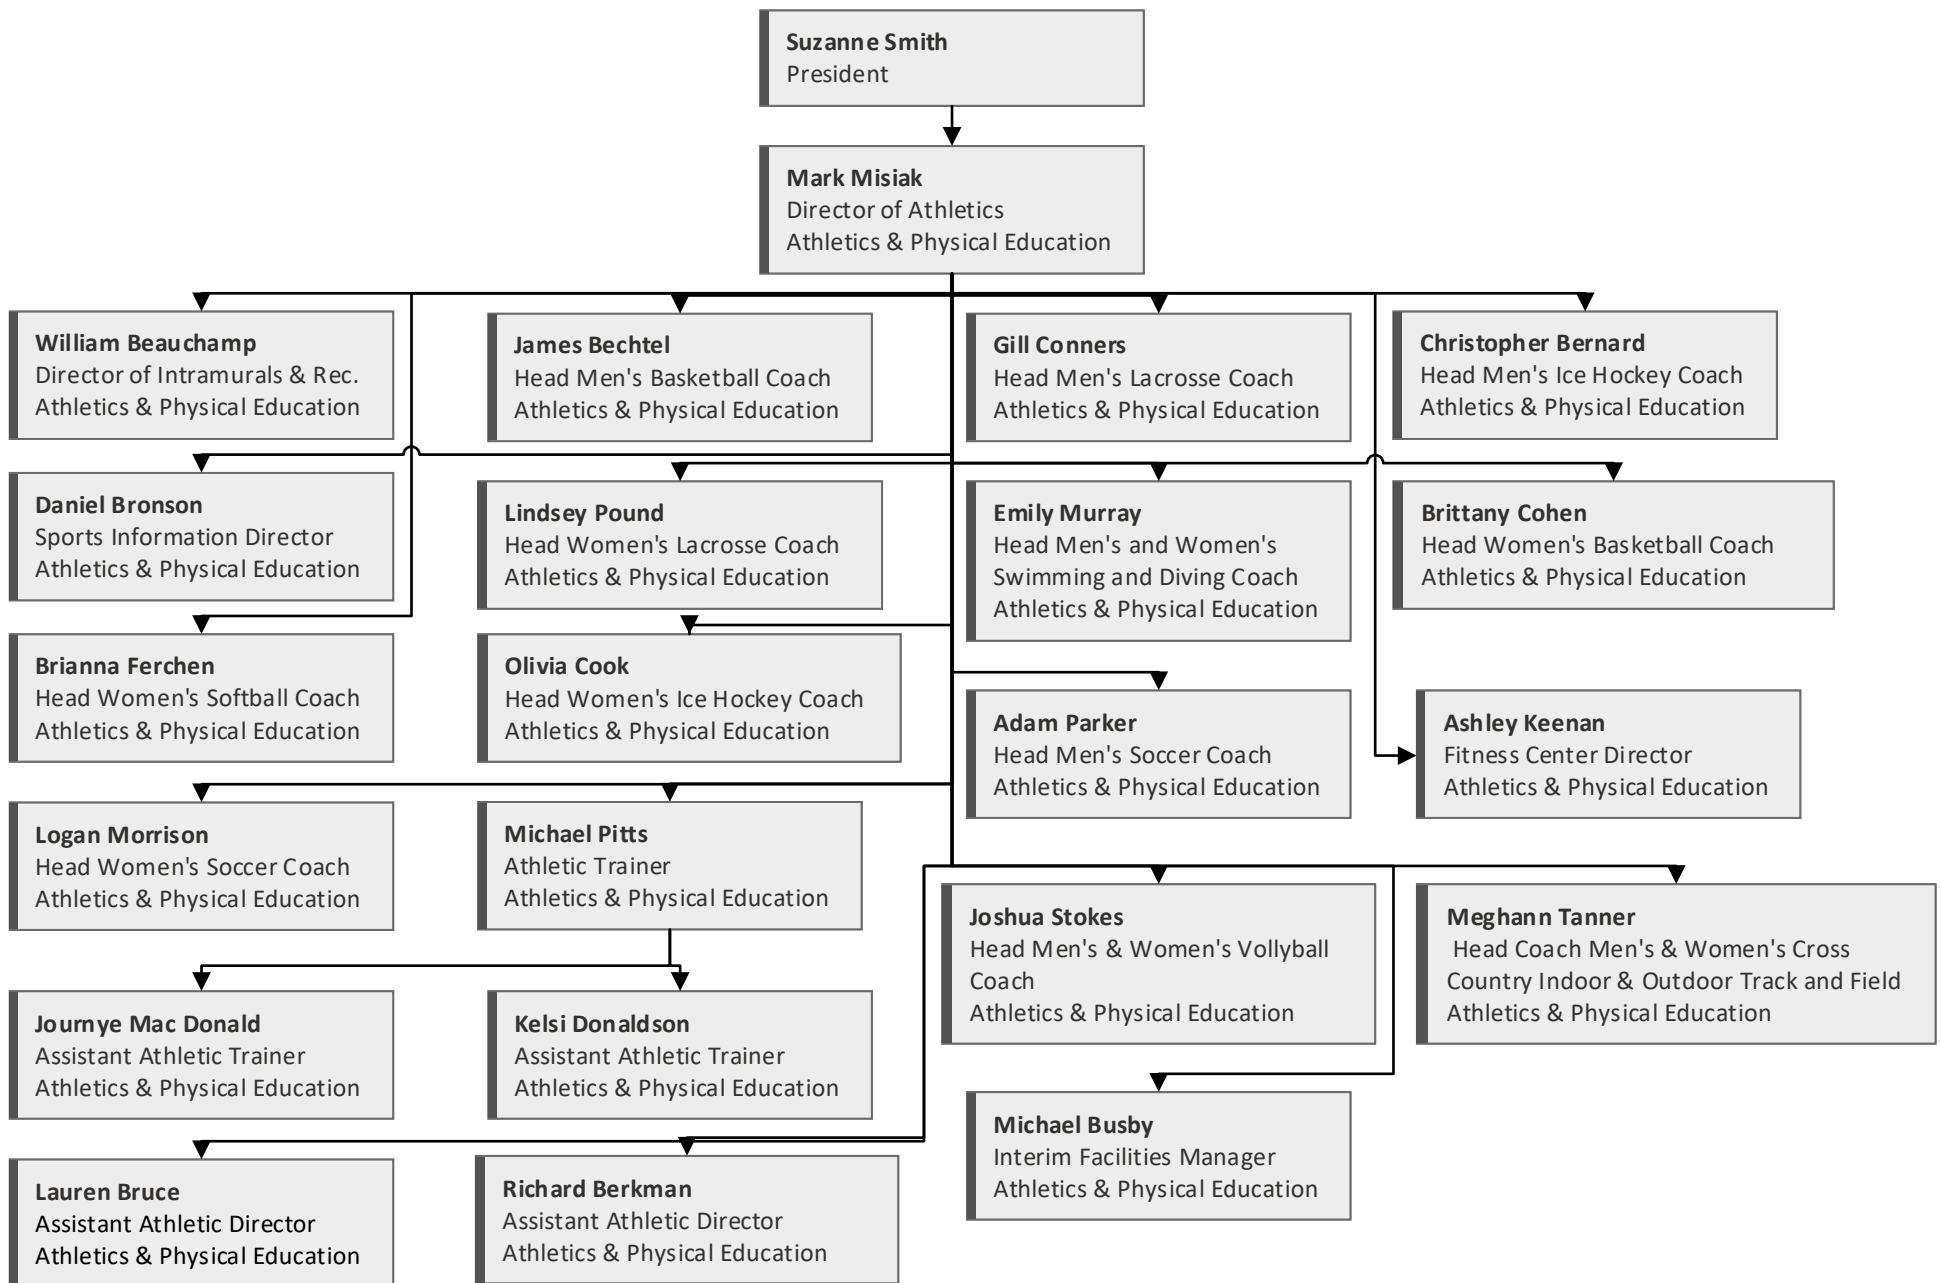 Suzanne Smith
President
Mark Misiak
Director of Athletics
Athletics & Physical Education
William Beauchamp
Director of Intramurals & Rec.
Athletics & Physical Education
James Bechtel
Head Men's Basketball Coach
Athletics & Physical Education
Gill Conners
Head Men's Lacrosse Coach
Athletics & Physical Education
Christopher Bernard
Head Men's Ice Hockey Coach
Athletics & Physical Education
Daniel Bronson
Sports Information Director
Athletics & Physical Education
Lindsey Pound
Head Women's Lacrosse Coach
Athletics & Physical Education
Emily Murray
Head Men's and Women's
Swimming and Diving Coach
Athletics & Physical Education
Brittany Cohen
Head Women's Basketball Coach
Athletics & Physical Education
Brianna Ferchen
Head Women's Softball Coach
Athletics & Physical Education
Olivia Cook
Head Women's Ice Hockey Coach
Athletics & Physical Education
Adam Parker
Head Men's Soccer Coach
Athletics & Physical Education
Ashley Keenan
Fitness Center Director
Athletics & Physical Education
Logan Morrison
Head Women's Soccer Coach
Athletics & Physical Education
Michael Pitts
Athletic Trainer
Athletics & Physical Education
Joshua Stokes
Head Men's & Women's Vollyball
Coach
Athletics & Physical Education
Meghann Tanner
Head Coach Men's & Women's Cross
Country Indoor & Outdoor Track and Field
Athletics & Physical Education
Journye Mac Donald
Assistant Athletic Trainer
Athletics & Physical Education
Kelsi Donaldson
Assistant Athletic Trainer
Athletics & Physical Education
Michael Busby
Interim Facilities Manager
Athletics & Physical Education
Lauren Bruce
Assistant Athletic Director
Athletics & Physical Education
Richard Berkman
Assistant Athletic Director
Athletics & Physical Education